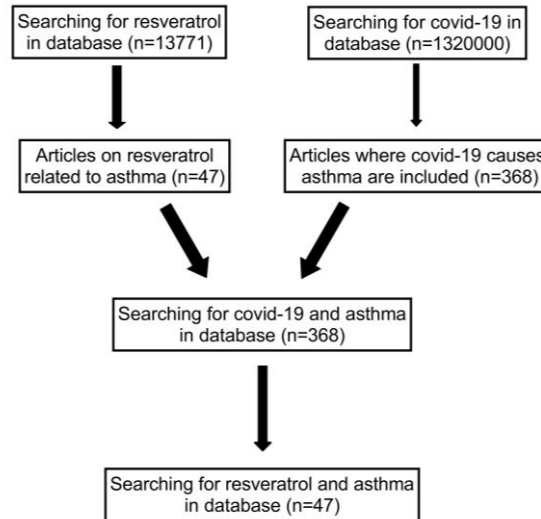 Searching for resveratrol
in database (n=13771)
Searching for covid-19 in
database (n=1320000)
Articles on resveratrol
related to asthma (n=47)
Articles where covid-19 causes
asthma are included (n=368)
Searching for covid-19 and asthma
in database (n=368)
Searching for resveratrol and asthma
in database (n=47)